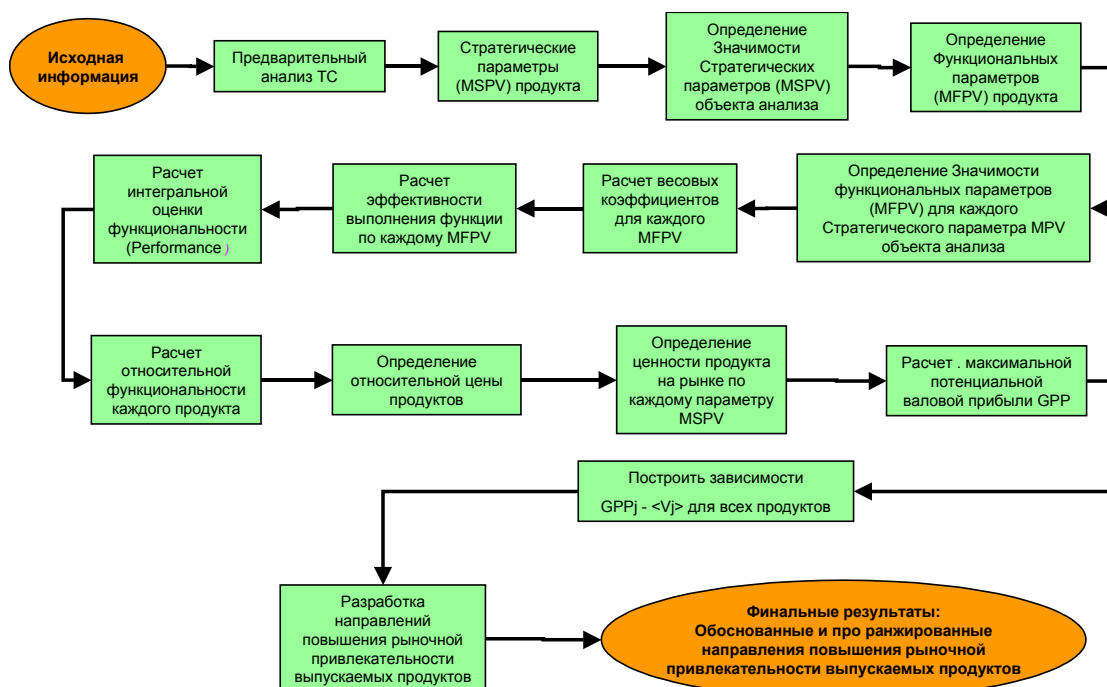 Исходная
информация
Предварительный
анализ ТС
Стратегические
параметры
(MSPV) продукта
Определение
Значимости
Стратегических
параметров (MSPV)
объекта анализа
Определение
Функциональных
параметров
(MFPV) продукта
Определение Значимости
функциональных параметров
(MFPV) для каждого
Стратегического параметра MPV
объекта анализа
Расчет весовых
коэффициентов
для каждого
MFPV
Расчет
эффективности
выполнения функции
по каждому MFPV
Расчет
интегральной
оценки
функциональности
(Performance)
Расчет
относительной
функциональности
каждого продукта
Определение
относительной цены
продуктов
Определение
ценности продукта
на рынке по
каждому параметру
MSPV
Расчет . максимальной
потенциальной
валовой прибыли GPP
Построить зависимости
GPPj - <Vj> для всех продуктов
Разработка
направлений
повышения рыночной
привлекательности
выпускаемых продуктов
Финальные результаты:
Обоснованные и про ранжированные
направления повышения рыночной
привлекательности выпускаемых продуктов